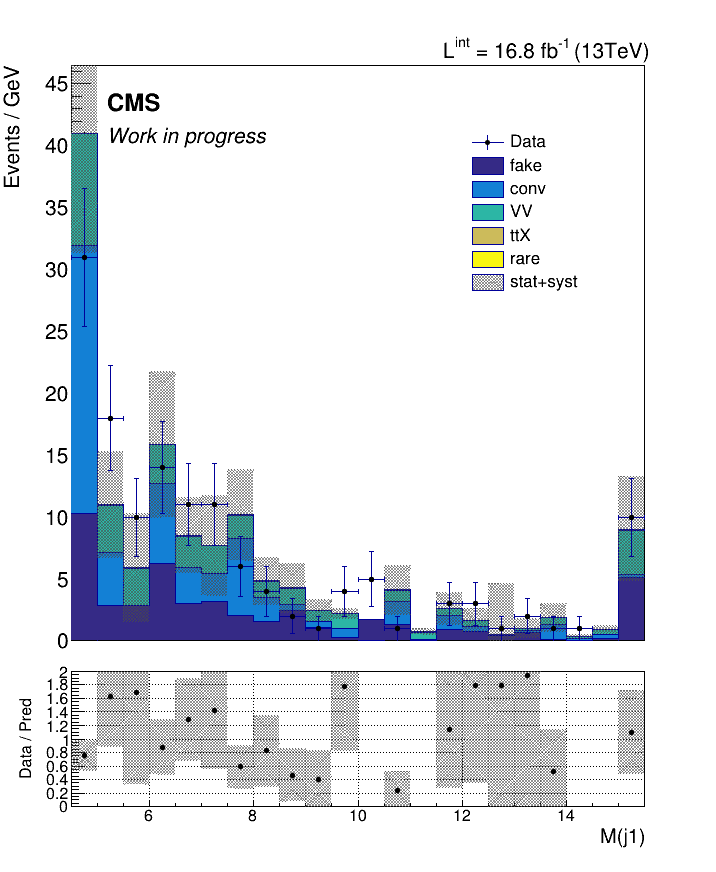 L^int = 16.8 fb^-1 (13TeV)
Events / GeV
CMS
Work in progress
Data
fake
conv
VV
ttX
rare
stat+syst
45
40
35
30
25
20
15
10
5
0
Data / Pred
2
1.8
1.6
1.4
1.2
1
0.8
0.6
0.4
0.2
0
6 8 10 12 14
M(j1)